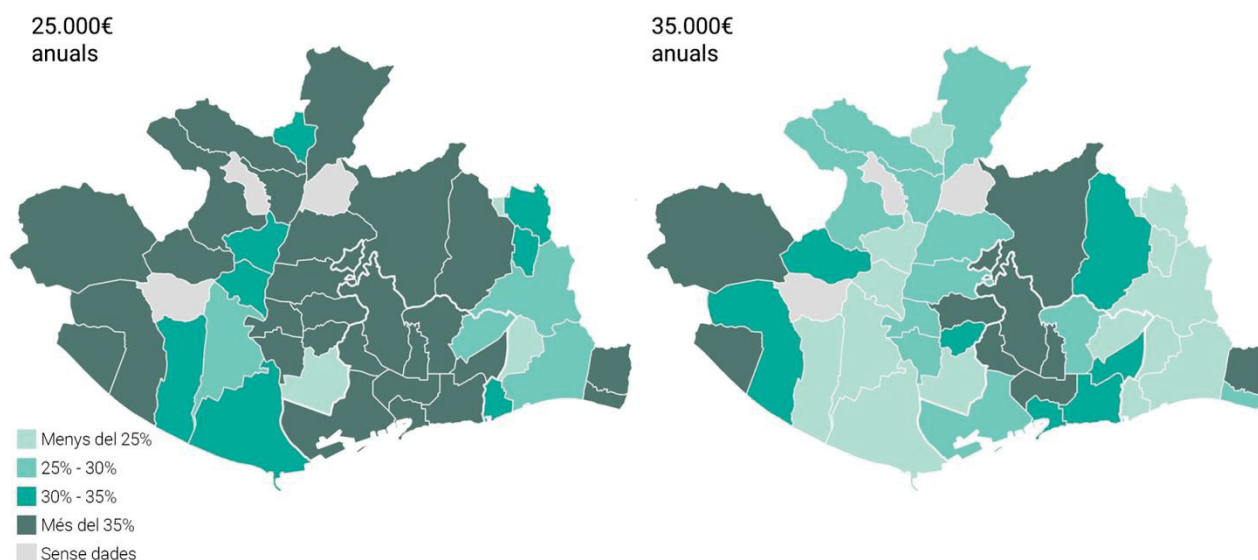 25.000€
anuals
35.000€
anuals
Menys del 25%
25% - 30%
30% - 35%
Més del 35%
Sense dades